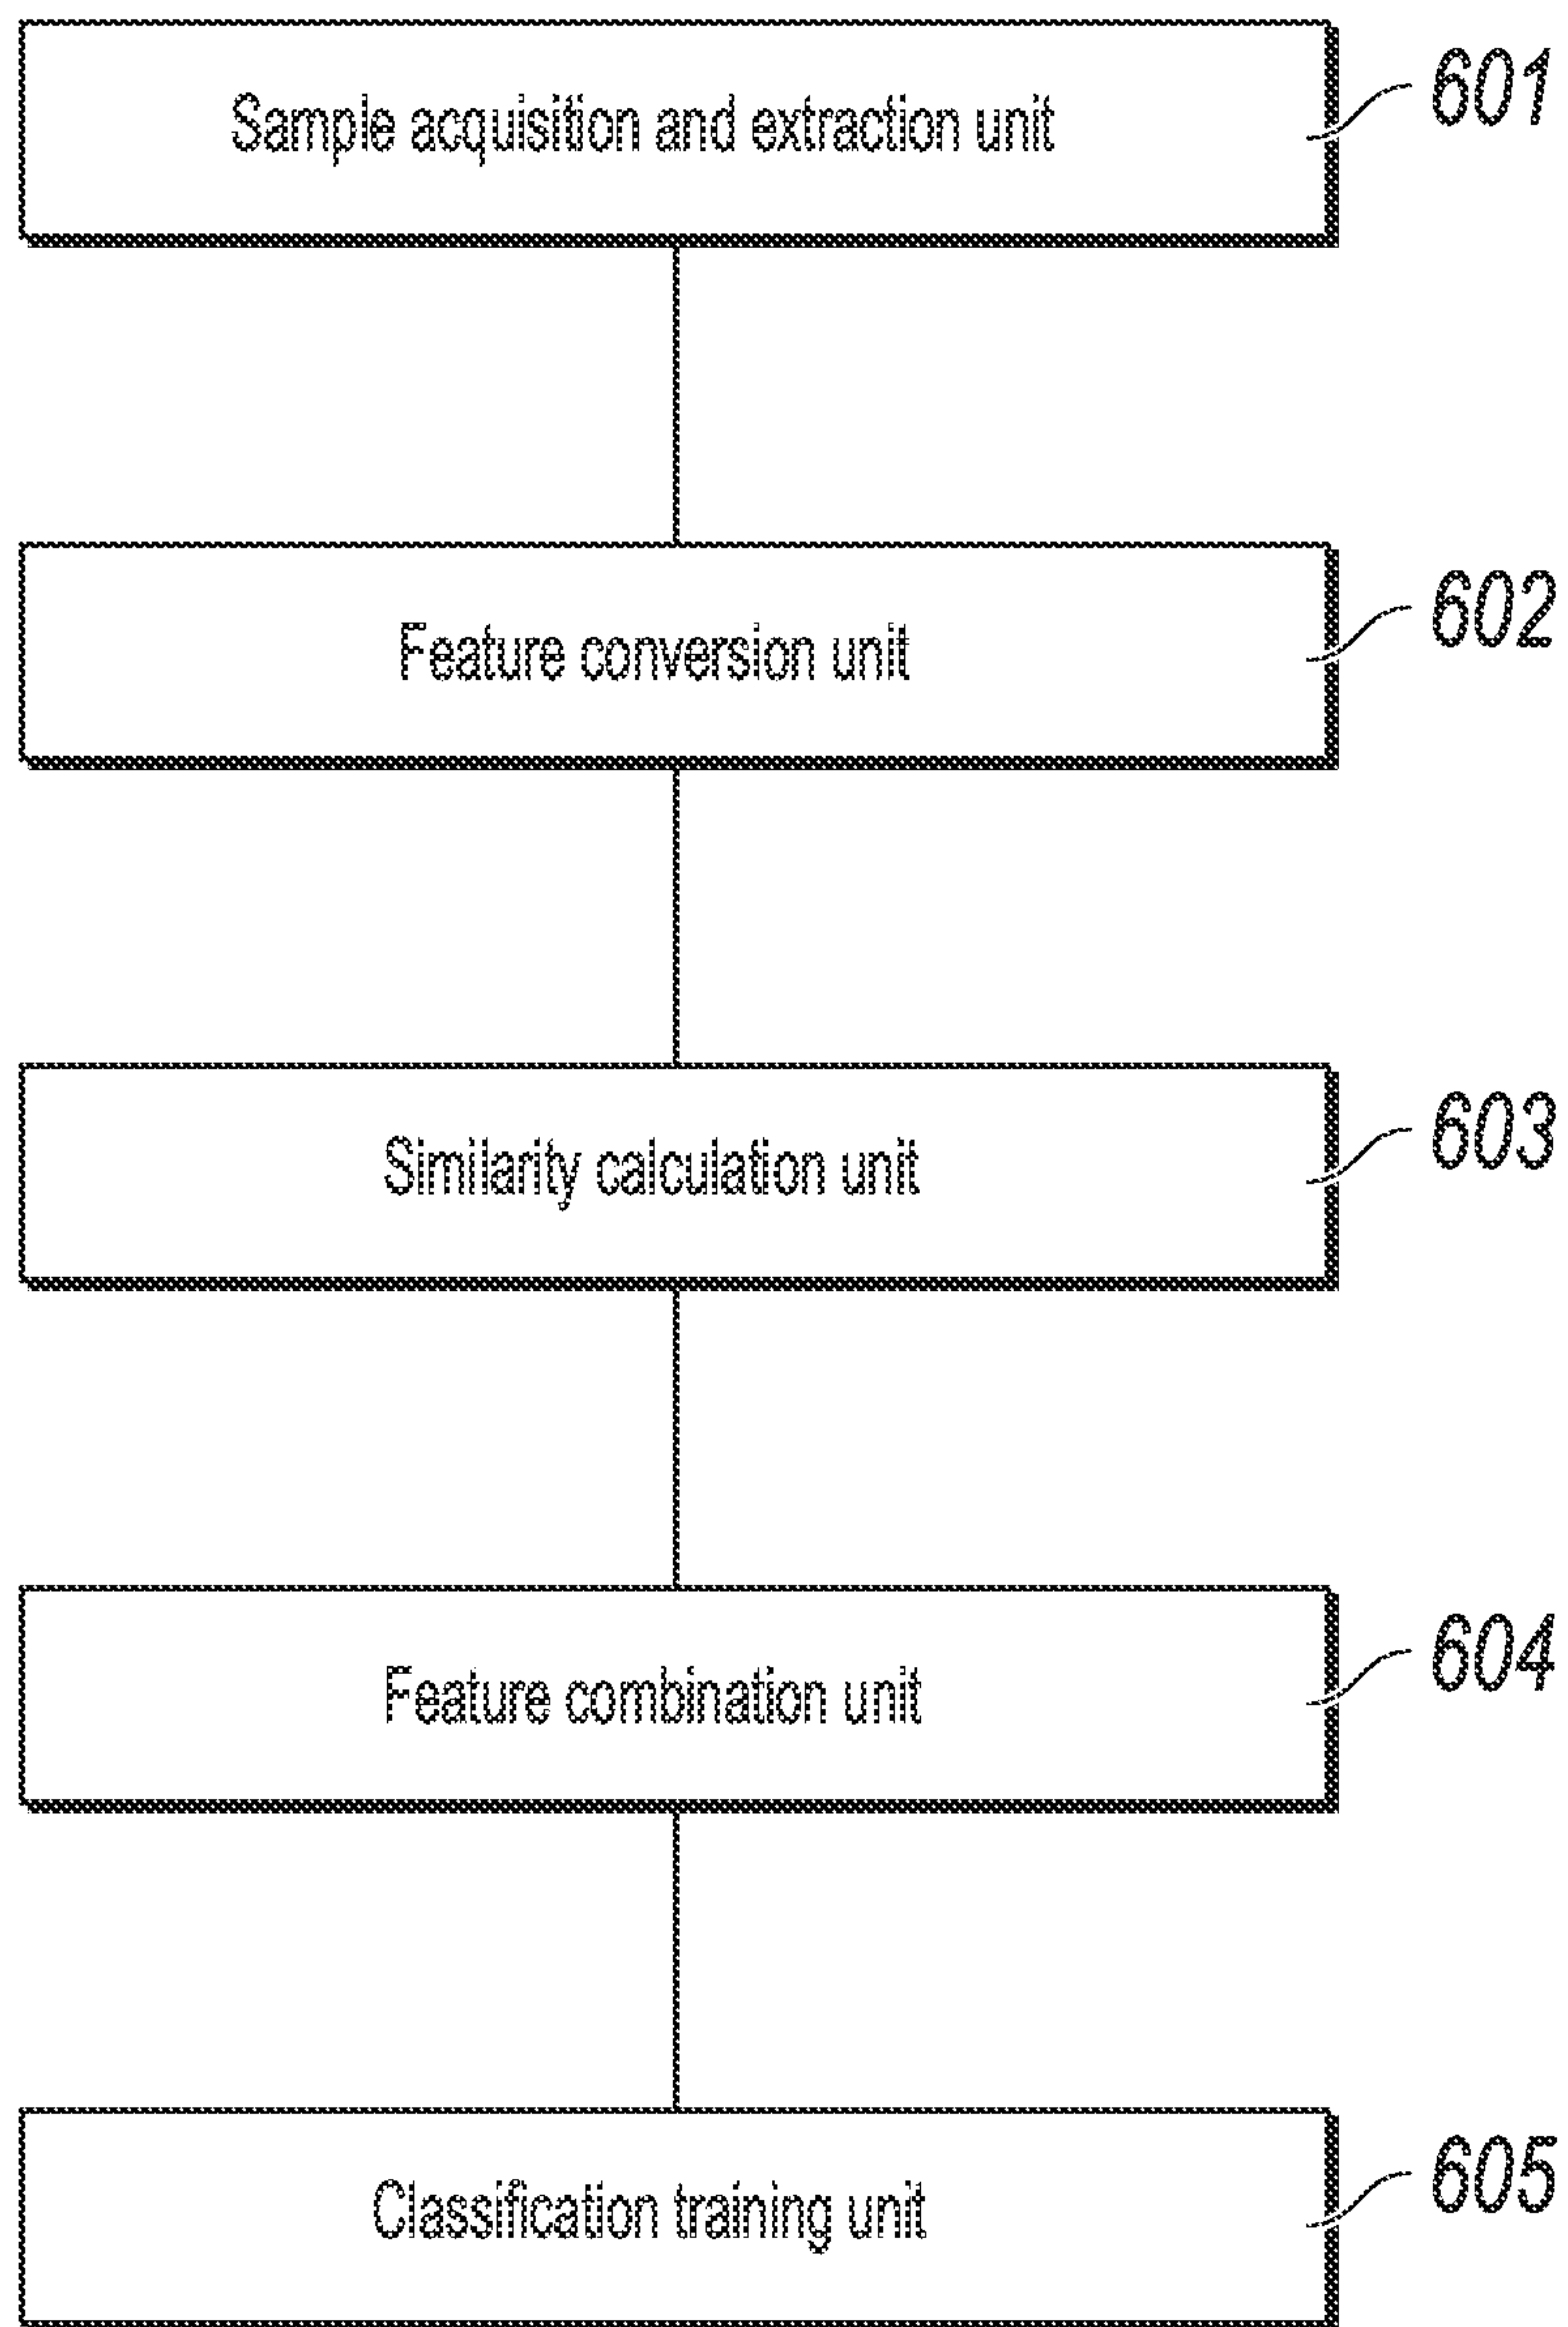 Sample acquisition and extraction unit
601
Feature conversion unit
602
Similarity calculation unit
603
Feature combination unit
604
Classification training unit
605